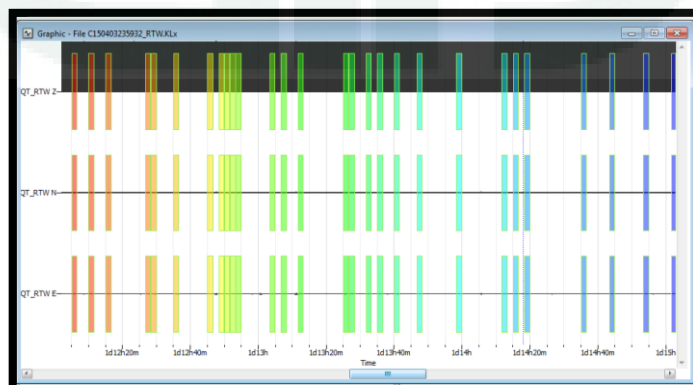 Graphic - File C150403235932_RTW.KLx
QT_RTW Z
QT_RTW N
QT_RTW E
1d12h20m 1d12h40m 1d13h 1d13h20m 1d13h40m 1d14h 1d14h20m 1d14h40m 1d15h
Time